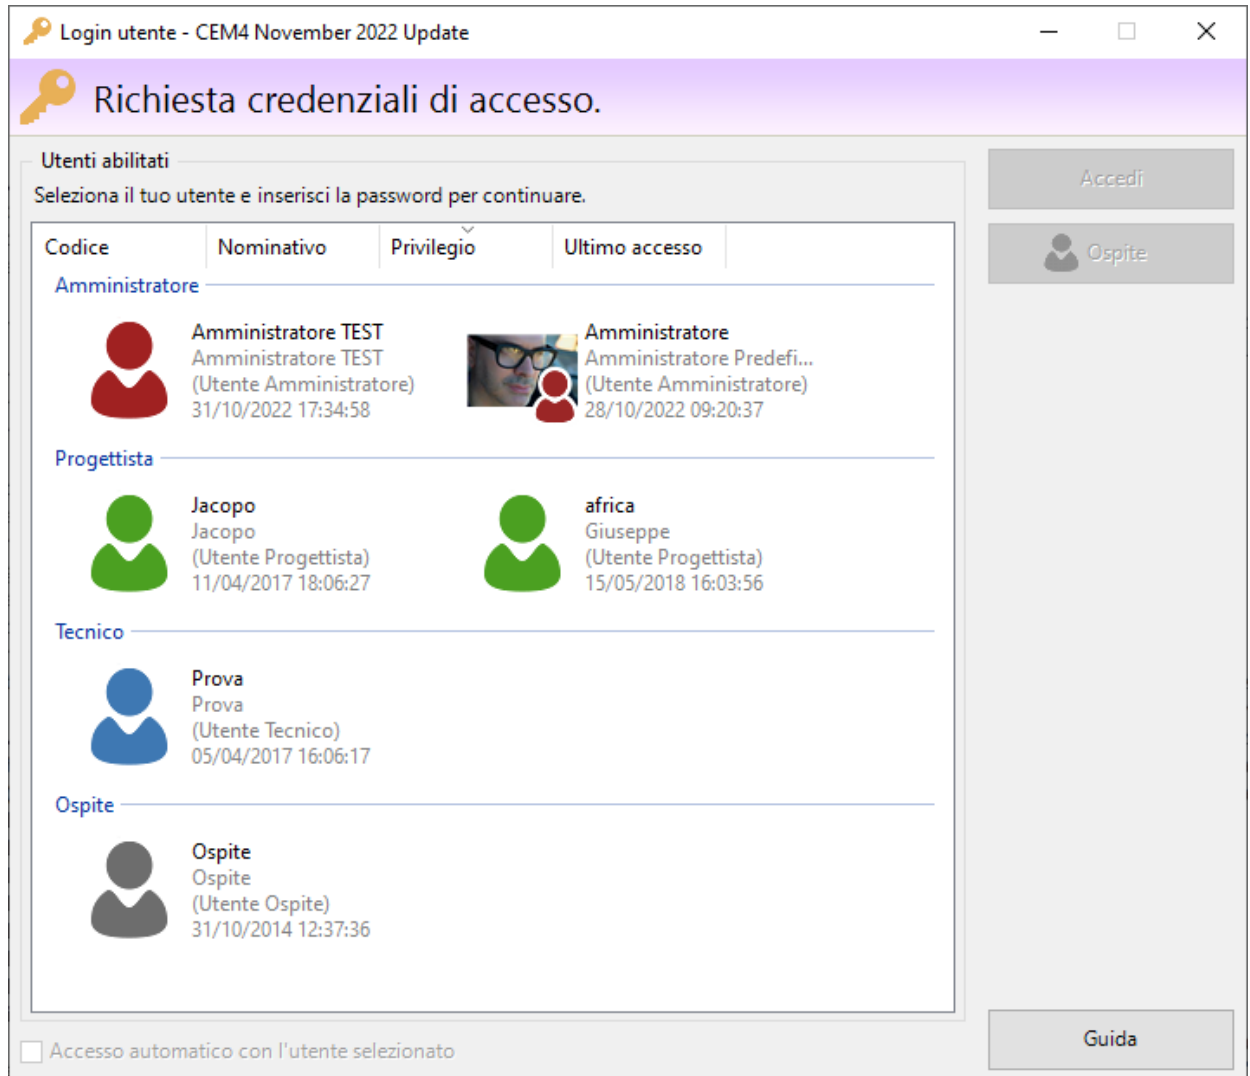 Login utente - CEM4 November 2022 Update
Richiesta credenziali di accesso.
Utenti abilitati
Seleziona il tuo utente e inserisci la password per continuare.
Codice Nominativo Privilegio Ultimo accesso
Amministratore
Amministratore TEST
Amministratore TEST
(Utente Amministratore)
31/10/2022 17:34:58
Amministratore
Amministratore Predefi...
(Utente Amministratore)
28/10/2022 09:20:37
Progettista
Jacopo
Jacopo
(Utente Progettista)
11/04/2017 18:06:27
africa
Giuseppe
(Utente Progettista)
15/05/2018 16:03:56
Tecnico
Prova
Prova
(Utente Tecnico)
05/04/2017 16:06:17
Ospite
Ospite
Ospite
(Utente Ospite)
31/10/2014 12:37:36
Accesso automatico con l'utente selezionato
Accedi
Ospite
Guida